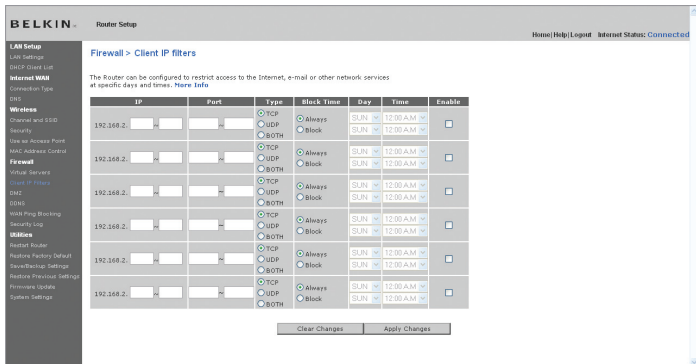 BELKIN
Router Setup
Home|Help|Logout Internet Status: Connected
LAN Setup
LAN Settings
DHCP Client List
Internet WAN
Connection Type
DNS
Wireless
Channel and SSID
Security
Use as Access Point
MAC Address Control
Firewall
Virtual Servers
Client IP Filters
DMZ
DDNS
WAN Ping Blocking
Security Log
Utilities
Restart Router
Restore Factory Default
Save/Backup Settings
Restore Previous Settings
Firmware Update
System Settings
Firewall > Client IP filters
The Router can be configured to restrict access to the Internet, e-mail or other network services
at specific days and times. More Info
IP Port Type Block Time Day Time Enable
192.168.2. ~ ~ TCP UDP BOTH Always Block SUN 12:00 A.M SUN 12:00 A.M
192.168.2. ~ ~ TCP UDP BOTH Always Block SUN 12:00 A.M SUN 12:00 A.M
192.168.2. ~ ~ TCP UDP BOTH Always Block SUN 12:00 A.M SUN 12:00 A.M
192.168.2. ~ ~ TCP UDP BOTH Always Block SUN 12:00 A.M SUN 12:00 A.M
192.168.2. ~ ~ TCP UDP BOTH Always Block SUN 12:00 A.M SUN 12:00 A.M
192.168.2. ~ ~ TCP UDP BOTH Always Block SUN 12:00 A.M SUN 12:00 A.M
Clear Changes Apply Changes